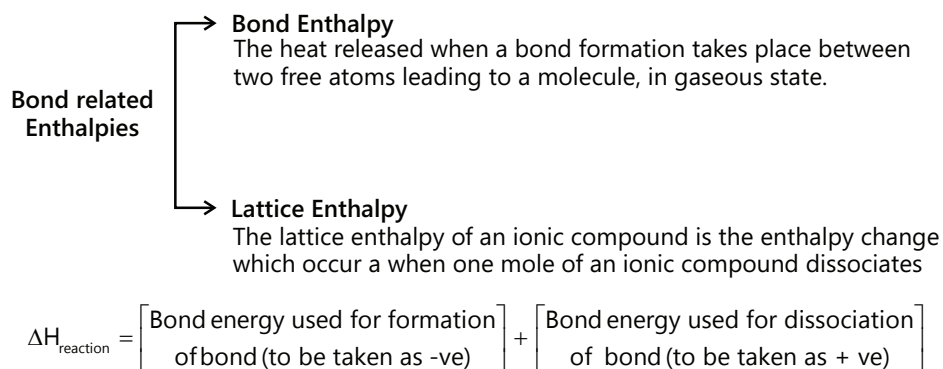 Bond Enthalpy
The heat released when a bond formation takes place between
two free atoms leading to a molecule, in gaseous state.
Bond related
Enthalpies
Lattice Enthalpy
The lattice enthalpy of an ionic compound is the enthalpy change
which occur a when one mole of an ionic compound dissociates
ΔH_reaction = [Bond energy used for formation of bond (to be taken as -ve)] + [Bond energy used for dissociation of bond (to be taken as + ve)]